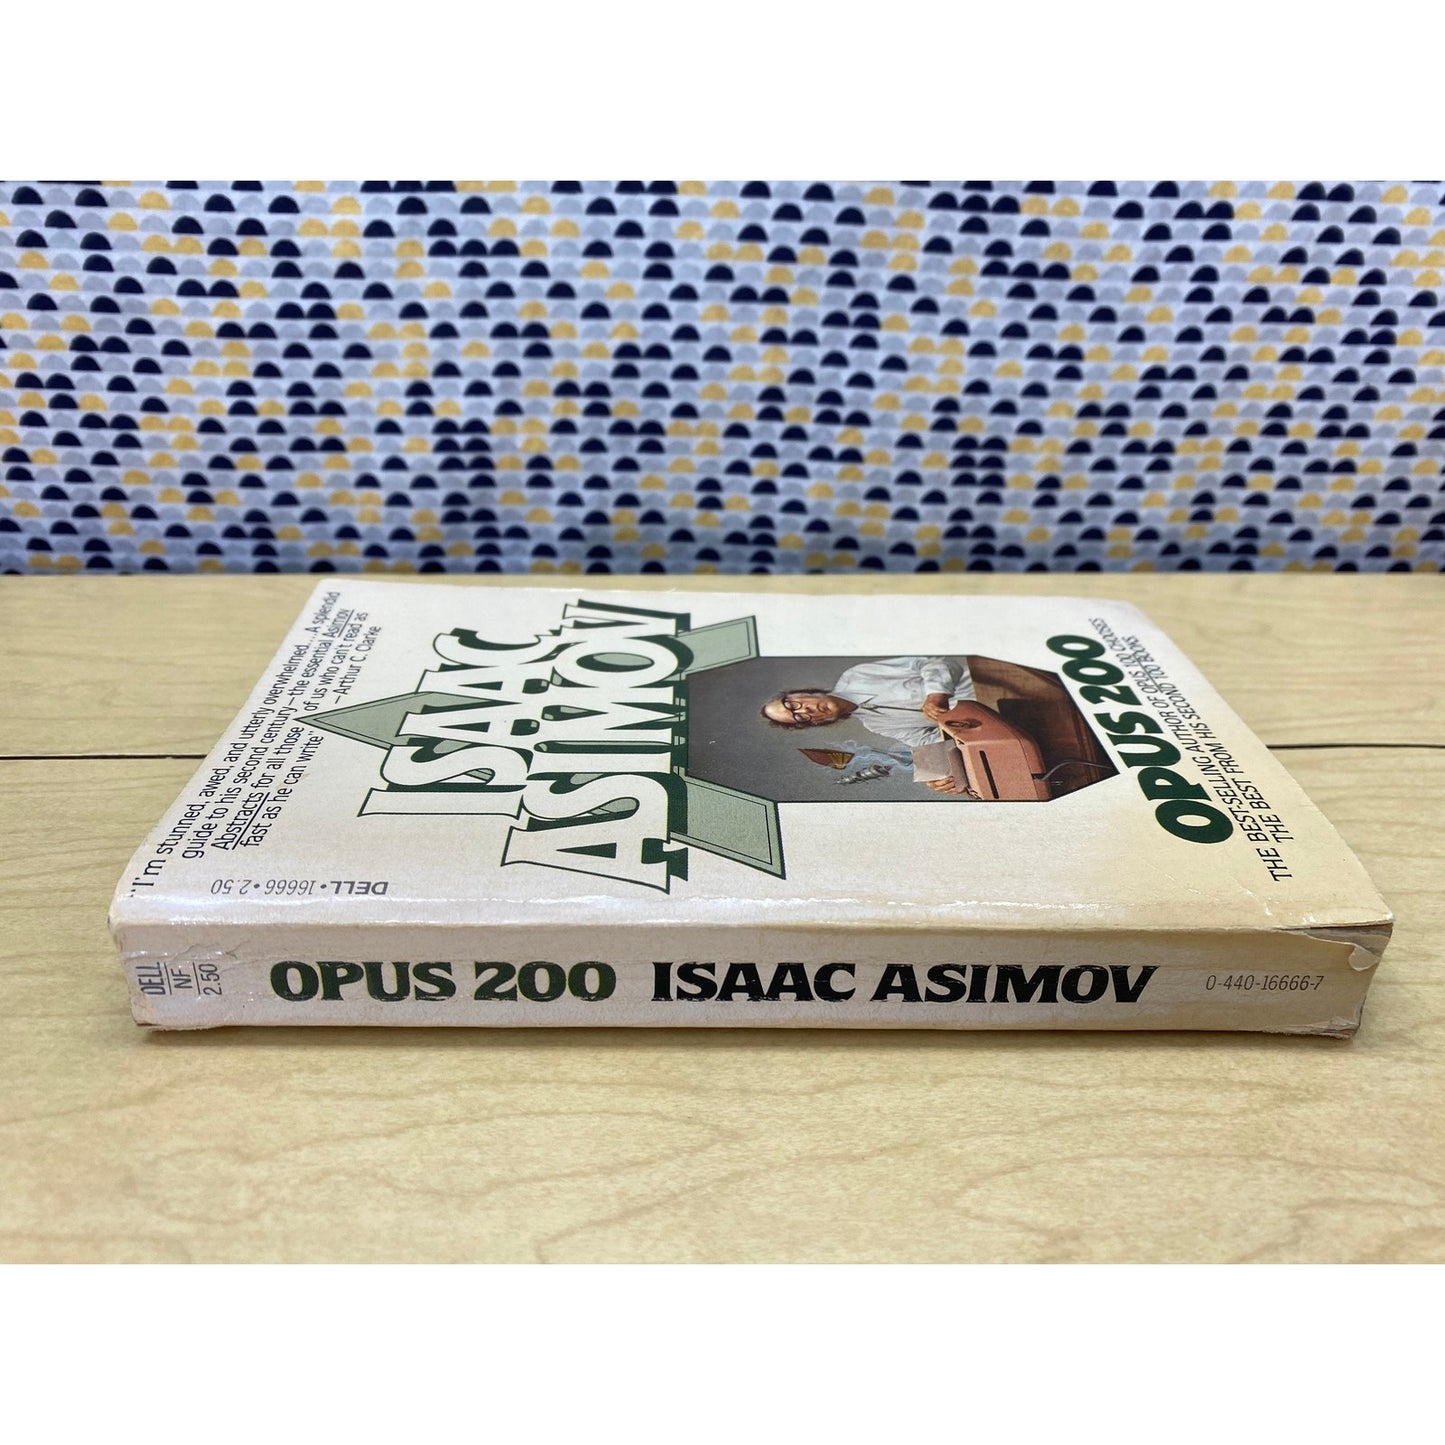 "I'm stunned, awed, and utterly overwhelmed....A splendid
guide to his second century—the essential Asimov
Abstracts for all those of us who can't read as
fast as he can write"
—Arthur C. Clarke
DELL•16666•2.50
ISAAC
ASIMOV
OPUS 200
THE BEST-SELLING AUTHOR OF OPUS 100 CHOOSES
THE BEST FROM HIS SECOND 100 BOOKS
DELL
NF
2.50
OPUS 200 ISAAC ASIMOV
0-440-16666-7